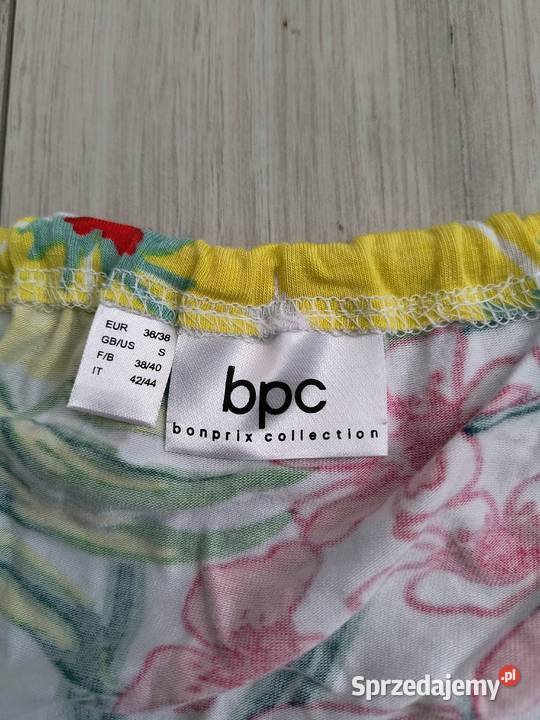 EUR 36/38
GB/US S
F/B 38/40
IT 42/44
bpc
bonprix collection
Sprzedajemy.pl